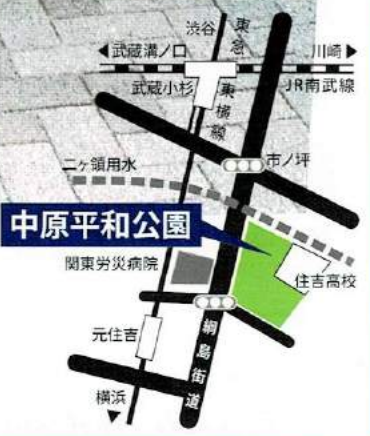 渋谷
東急東横線
◀武蔵溝ノ口
川崎▶
武蔵小杉
JR南武線
市ノ坪
二ヶ領用水
中原平和公園
関東労災病院
住吉高校
元住吉
綱島街道
横浜
▼